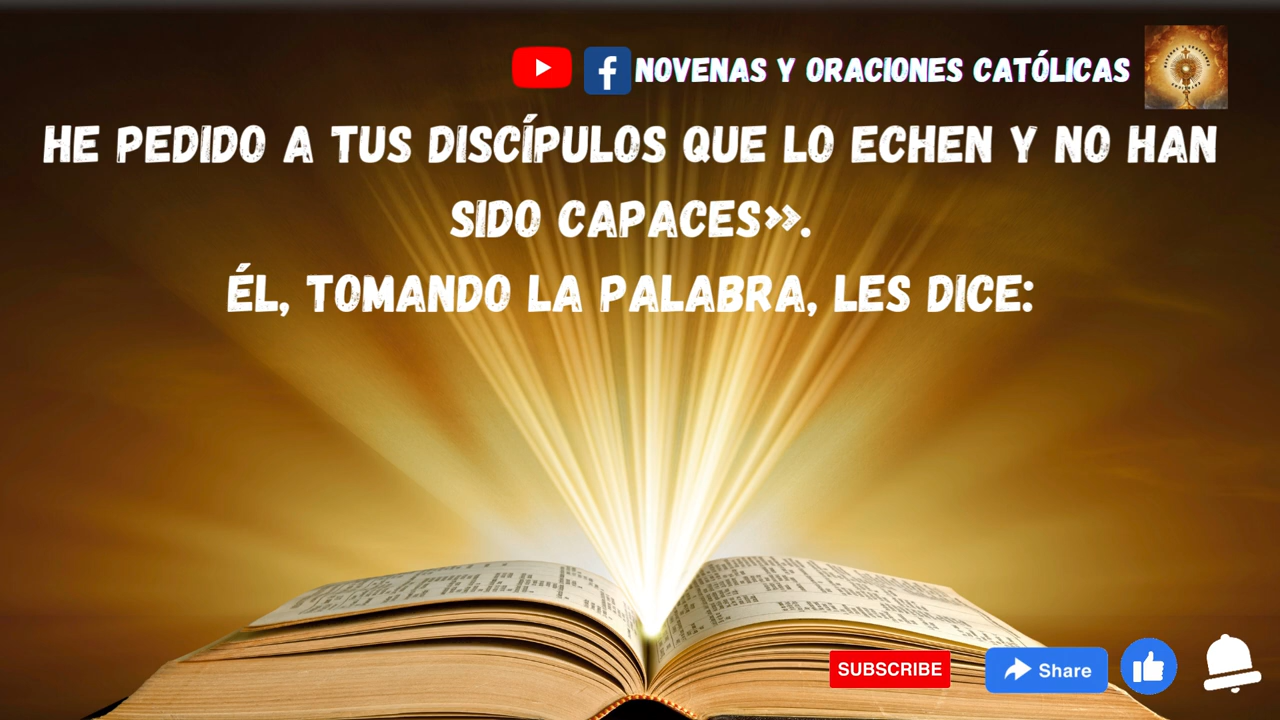 NOVENAS Y ORACIONES CATÓLICAS
HE PEDIDO A TUS DISCÍPULOS QUE LO ECHEN Y NO HAN
SIDO CAPACES».
ÉL, TOMANDO LA PALABRA, LES DICE:
SUBSCRIBE
Share